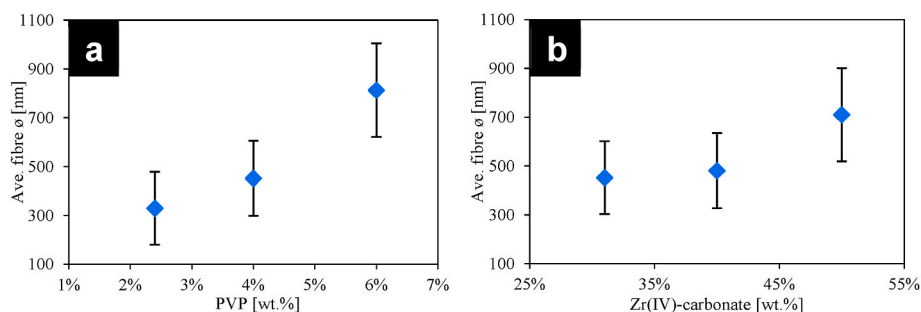 a
1100
900
700
500
300
100
Ave. fibre ø [nm]
1% 2% 3% 4% 5% 6% 7%
PVP [wt.%]
b
1100
900
700
500
300
100
Ave. fibre ø [nm]
25% 35% 45% 55%
Zr(IV)-carbonate [wt.%]